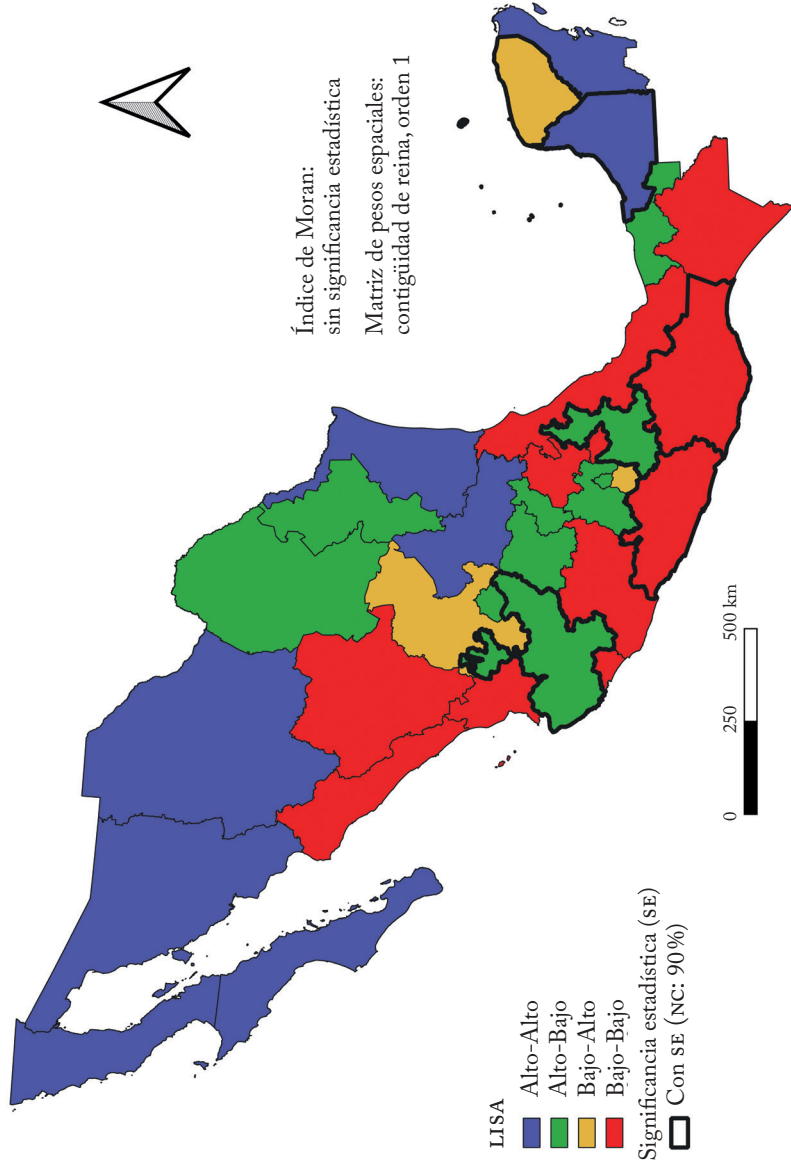 Índice de Moran:
sin significancia estadística
Matriz de pesos espaciales:
contigüidad de reina, orden 1
LISA
Alto-Alto
Alto-Bajo
Bajo-Alto
Bajo-Bajo
Significancia estadística (SE)
Con SE (NC: 90%)
0 250 500 km